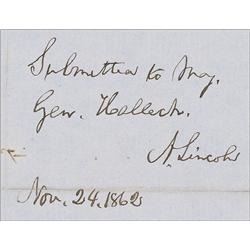 Submitted to Maj.
Gen. Halleck.
A. Lincoln
Nov. 24. 1862